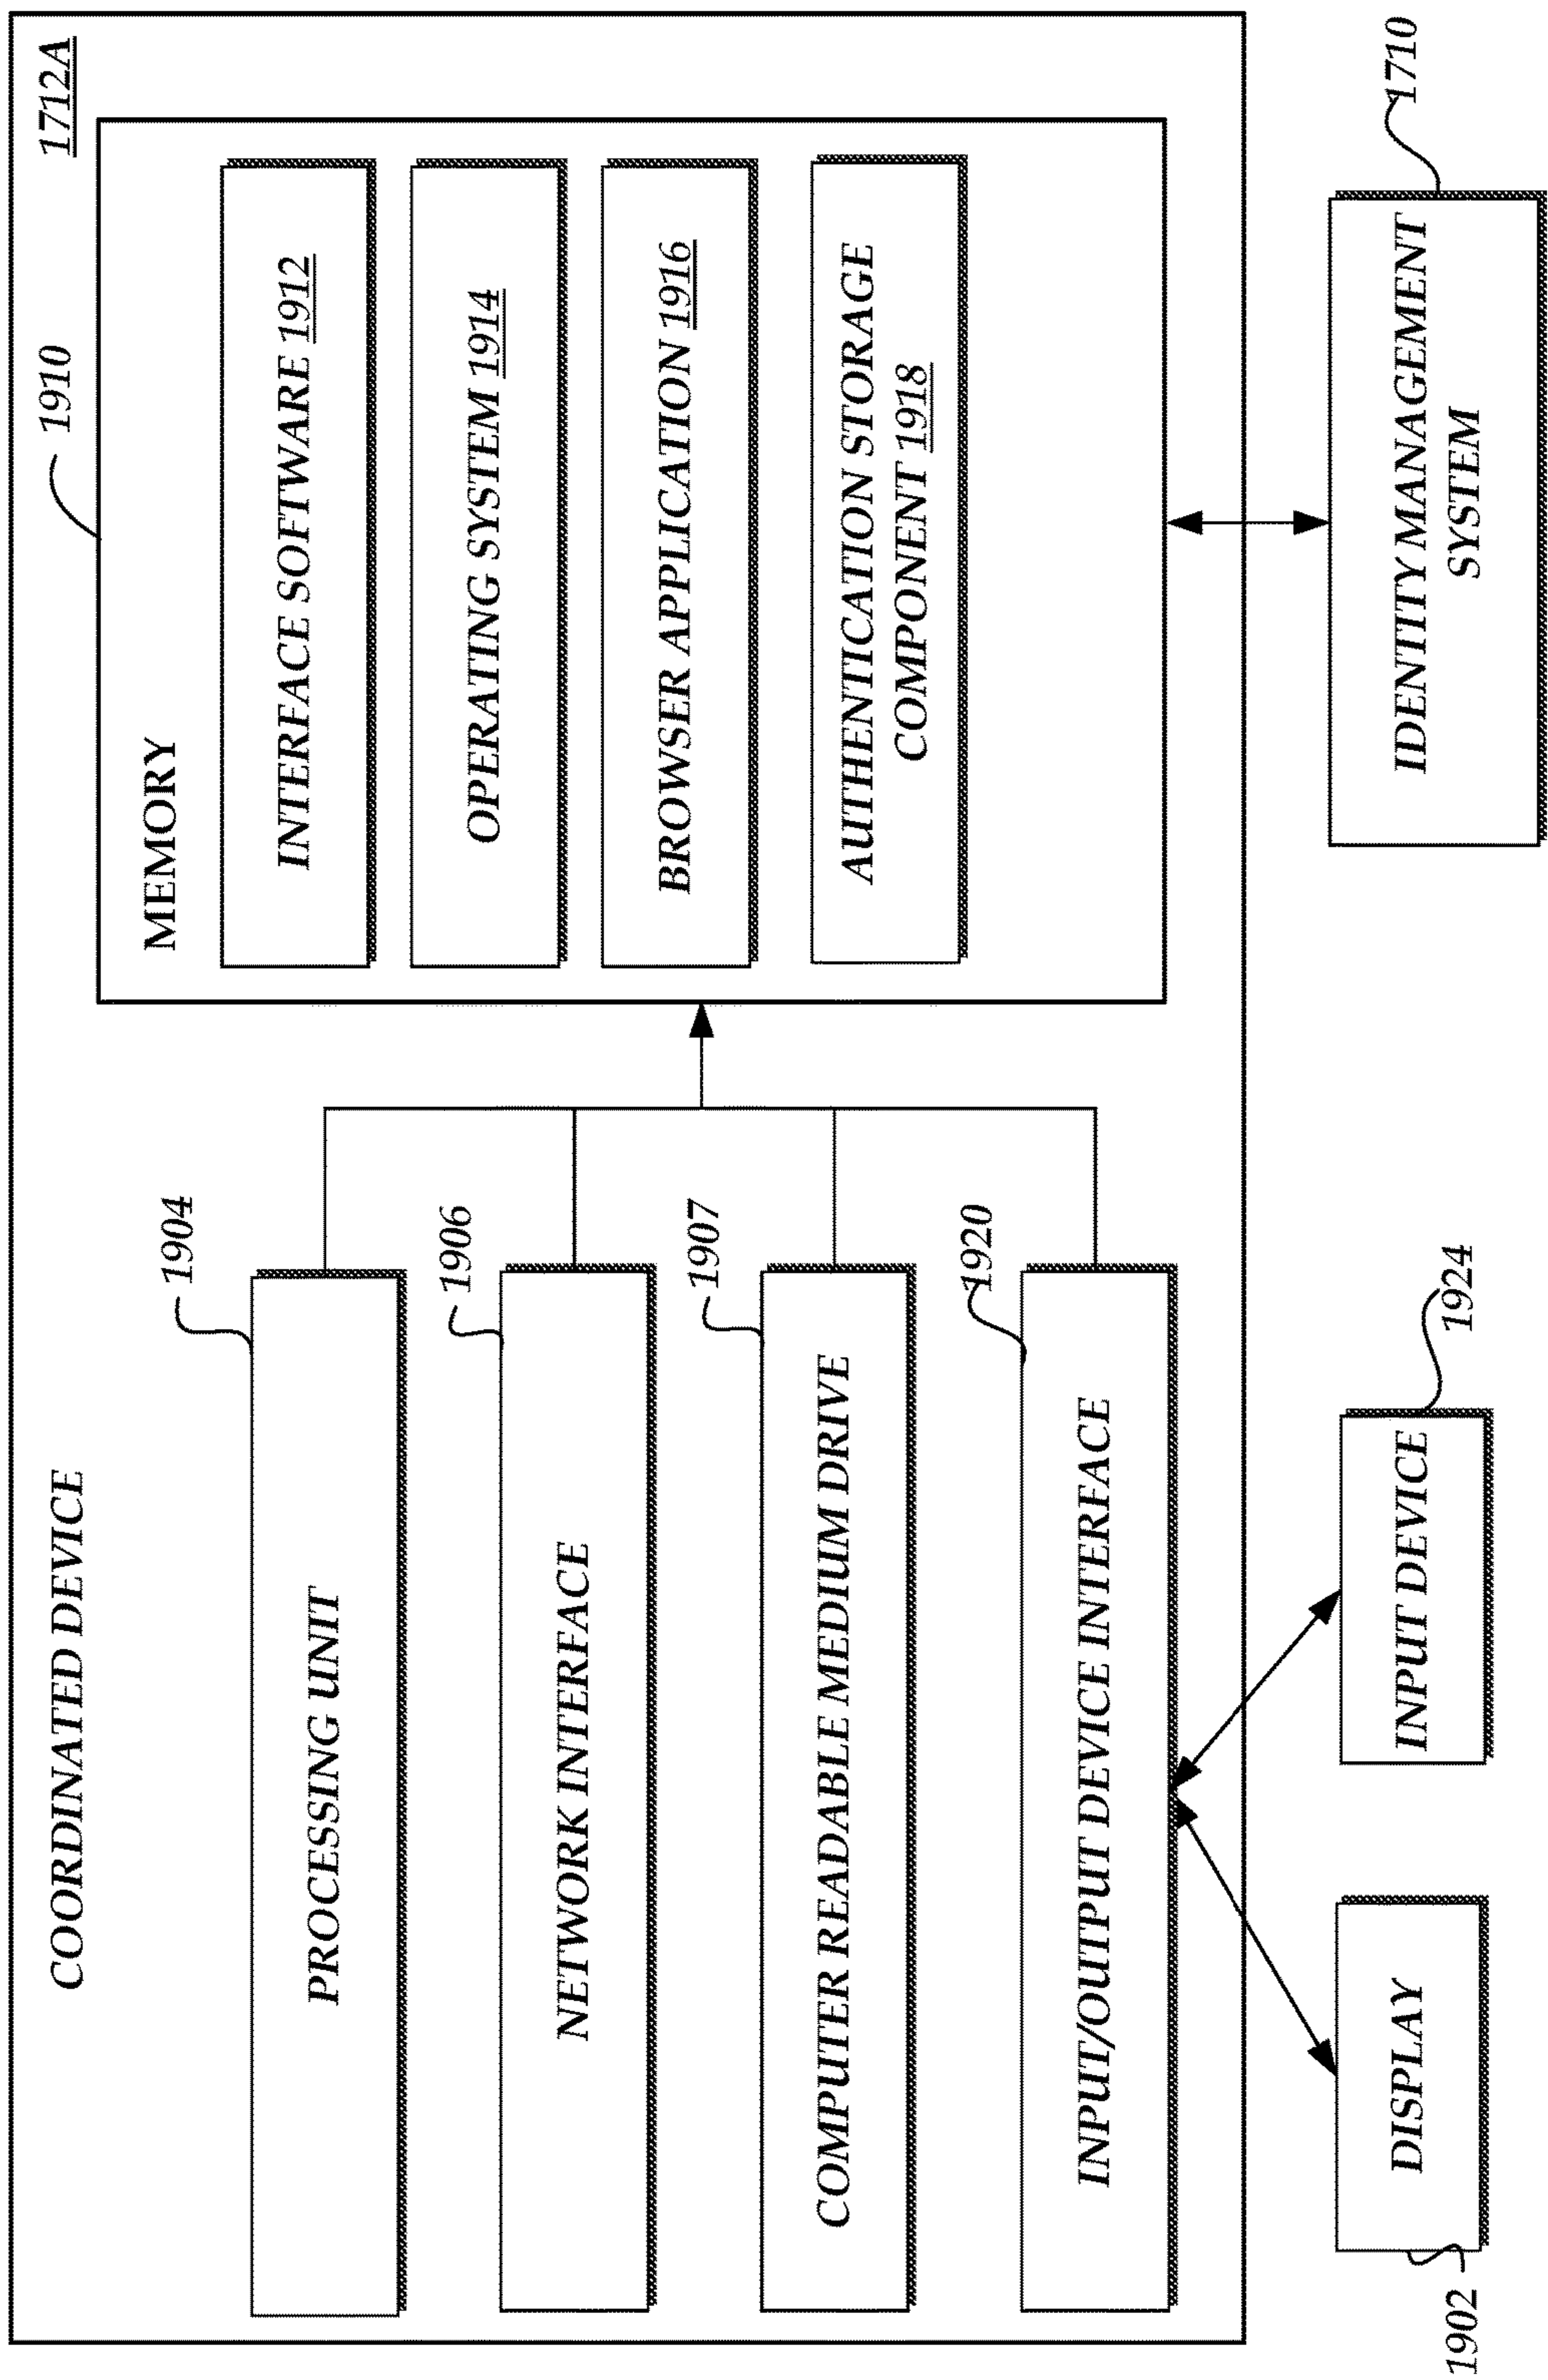 COORDINATED DEVICE
1712A
1910
MEMORY
1904
PROCESSING UNIT
INTERFACE SOFTWARE 1912
1906
NETWORK INTERFACE
OPERATING SYSTEM 1914
BROWSER APPLICATION 1916
1907
COMPUTER READABLE MEDIUM DRIVE
AUTHENTICATION STORAGE
COMPONENT 1918
1920
INPUT/OUTPUT DEVICE INTERFACE
1710
DISPLAY
INPUT DEVICE
1924
IDENTITY MANAGEMENT
SYSTEM
1902